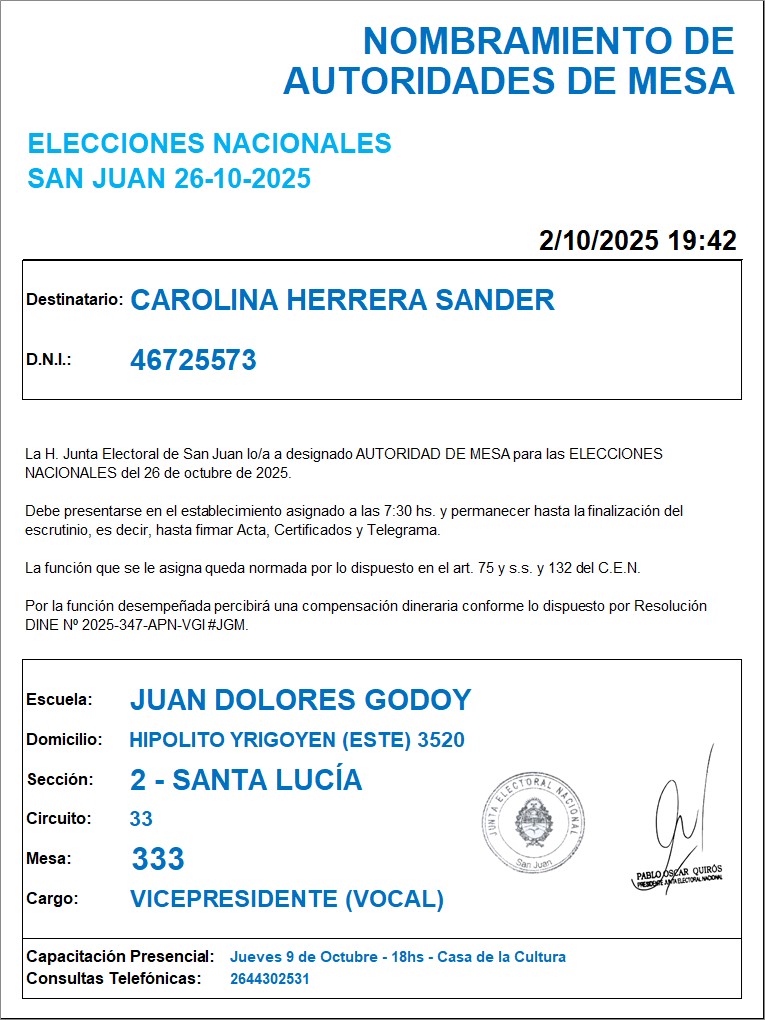 NOMBRAMIENTO DE
AUTORIDADES DE MESA
ELECCIONES NACIONALES
SAN JUAN 26-10-2025
2/10/2025 19:42
Destinatario: CAROLINA HERRERA SANDER
D.N.I.: 46725573
La H. Junta Electoral de San Juan lo/a a designado AUTORIDAD DE MESA para las ELECCIONES
NACIONALES del 26 de octubre de 2025.
Debe presentarse en el establecimiento asignado a las 7:30 hs. y permanecer hasta la finalización del
escrutinio, es decir, hasta firmar Acta, Certificados y Telegrama.
La función que se le asigna queda normada por lo dispuesto en el art. 75 y s.s. y 132 del C.E.N.
Por la función desempeñada percibirá una compensación dineraria conforme lo dispuesto por Resolución
DINE Nº 2025-347-APN-VGI#JGM.
Escuela: JUAN DOLORES GODOY
Domicilio: HIPOLITO YRIGOYEN (ESTE) 3520
Sección: 2 - SANTA LUCÍA
Circuito: 33
Mesa: 333
Cargo: VICEPRESIDENTE (VOCAL)
JUNTA ELECTORAL NACIONAL
San Juan
PABLO OSCAR QUIRÓS
PRESIDENTE JUNTA ELECTORAL NACIONAL
Capacitación Presencial: Jueves 9 de Octubre - 18hs - Casa de la Cultura
Consultas Telefónicas: 2644302531